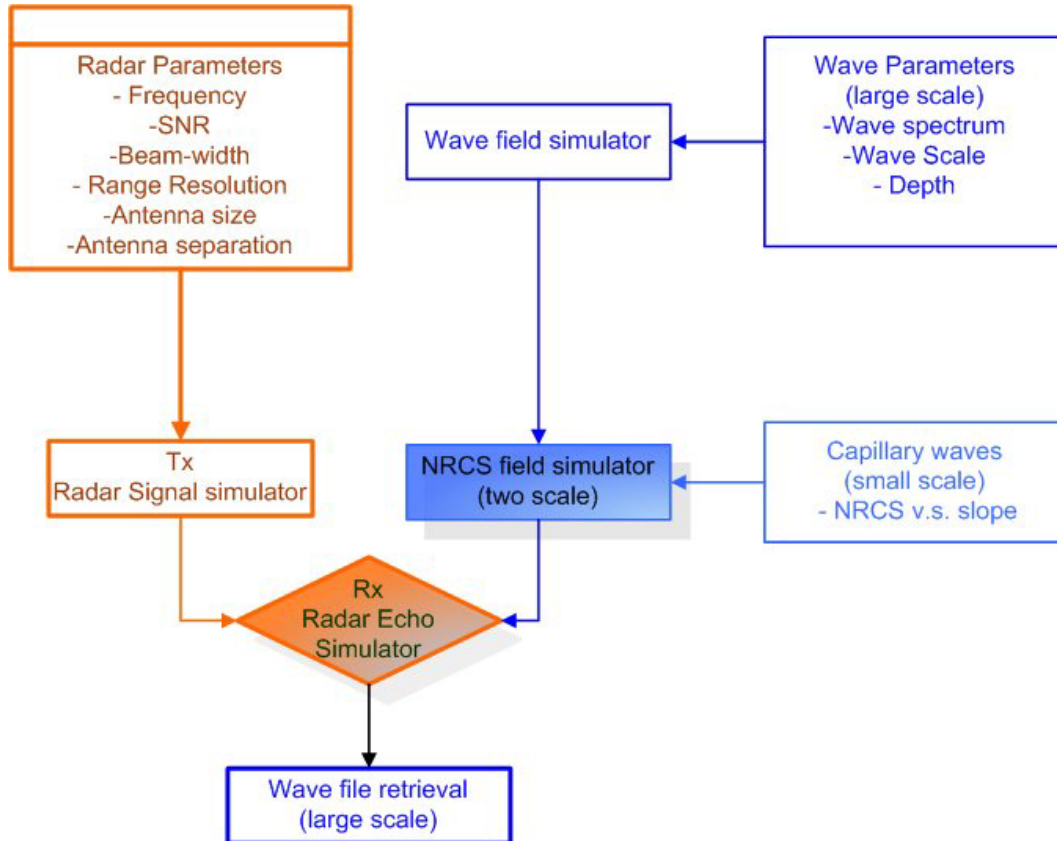 Radar Parameters
- Frequency
-SNR
-Beam-width
- Range Resolution
-Antenna size
-Antenna separation
Wave field simulator
Wave Parameters
(large scale)
-Wave spectrum
-Wave Scale
- Depth
Tx
Radar Signal simulator
NRCS field simulator
(two scale)
Capillary waves
(small scale)
- NRCS v.s. slope
Rx
Radar Echo
Simulator
Wave file retrieval
(large scale)